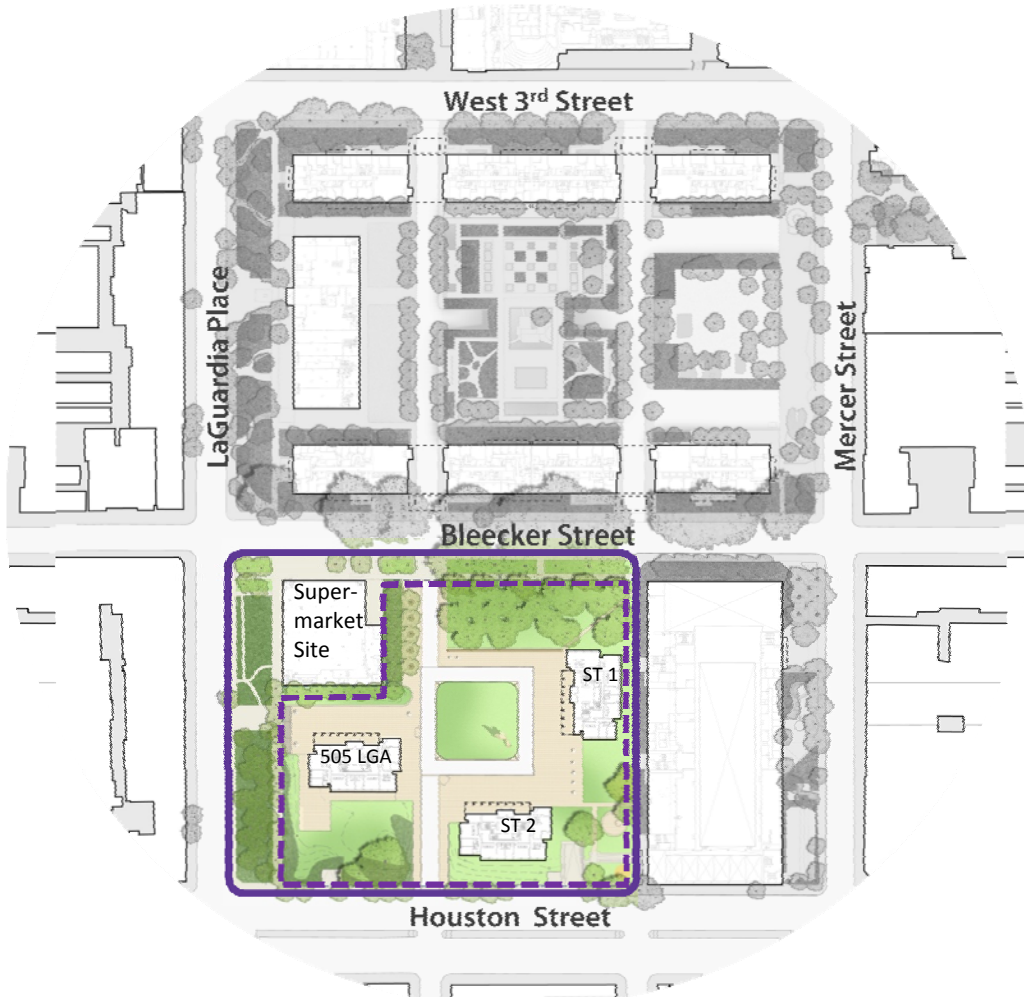 West 3rd Street
LaGuardia Place
Mercer Street
Bleecker Street
Super-
market
Site
ST 1
505 LGA
ST 2
Houston Street